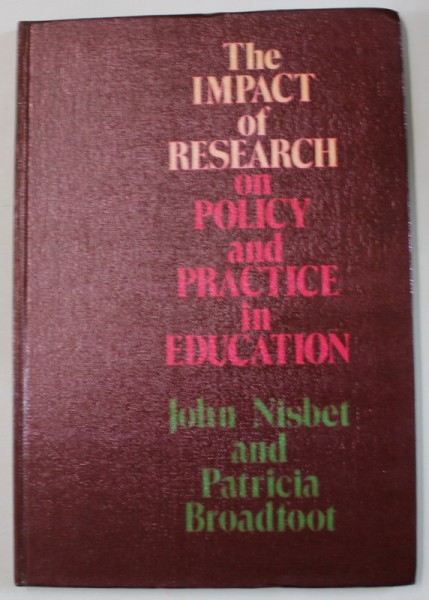 The
IMPACT
of
RESEARCH
on
POLICY
and
PRACTICE
in
EDUCATION
John Nisbet
and
Patricia
Broadfoot